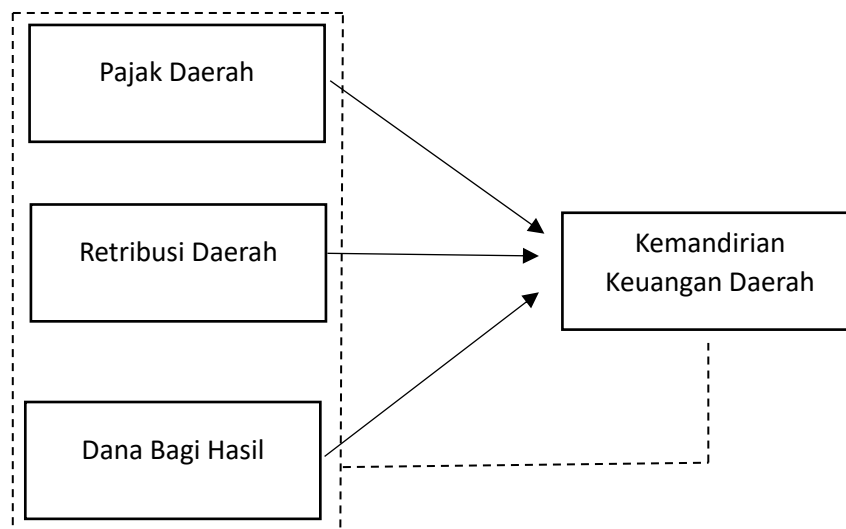 Pajak Daerah
Retribusi Daerah
Kemandirian
Keuangan Daerah
Dana Bagi Hasil